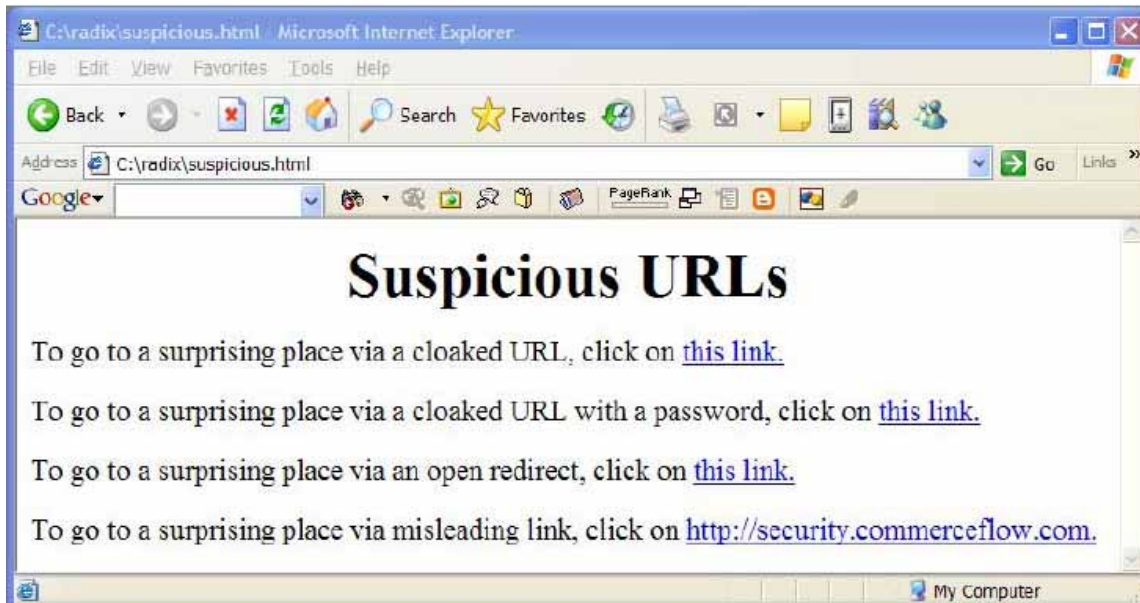 C:\radix\suspicious.html - Microsoft Internet Explorer
File Edit View Favorites Tools Help
Back Search Favorites
Address C:\radix\suspicious.html Go Links »
Google PageRank
Suspicious URLs
To go to a surprising place via a cloaked URL, click on this link.
To go to a surprising place via a cloaked URL with a password, click on this link.
To go to a surprising place via an open redirect, click on this link.
To go to a surprising place via misleading link, click on http://security.commerceflow.com.
My Computer